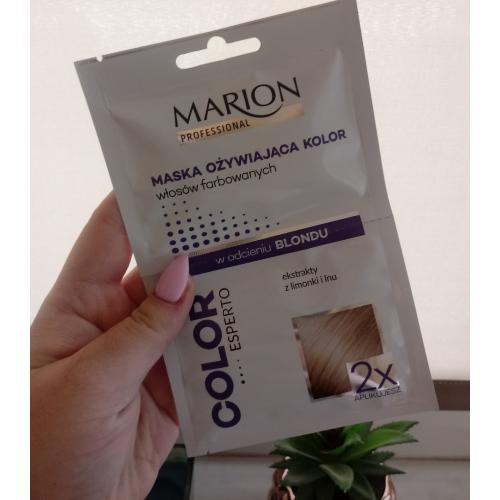 MARION
PROFESSIONAL
MASKA OŻYWIAJĄCA KOLOR
włosów farbowanych
w odcieniu BLONDU
ekstrakty
z limonki i lnu
COLOR
ESPERTO
2x
APLIKUJESZ